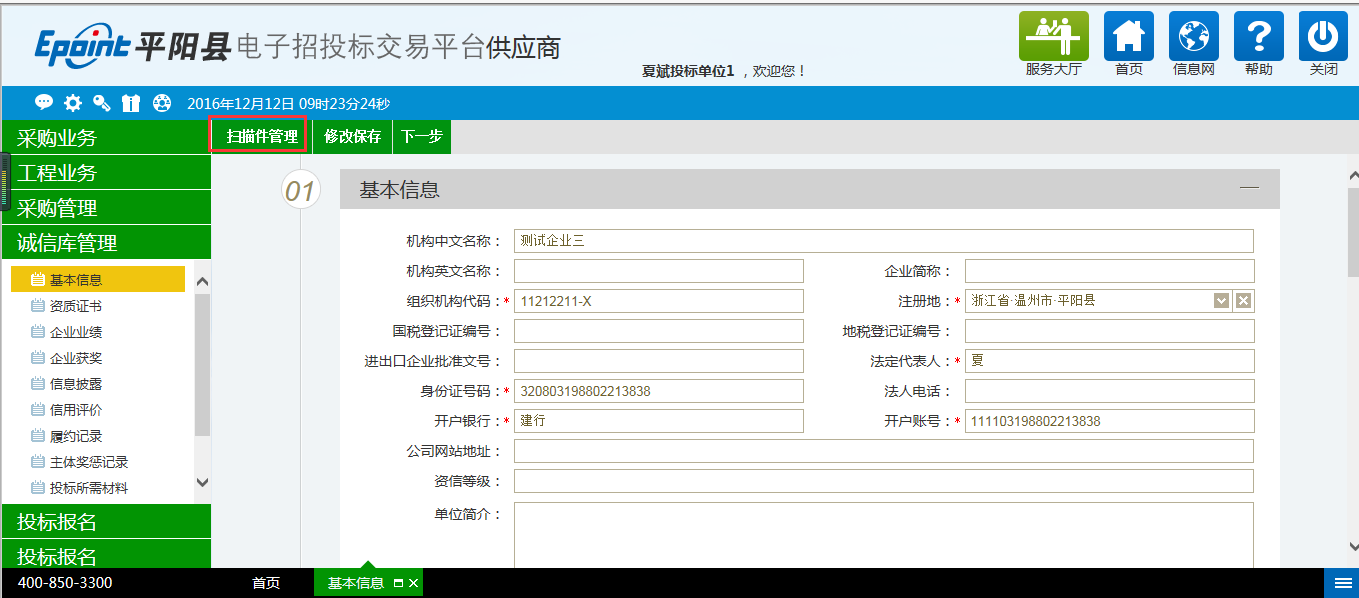 Epoint 平阳县 电子招投标交易平台供应商
夏斌投标单位1 ，欢迎您！
服务大厅 首页 信息网 帮助 关闭
2016年12月12日 09时23分24秒
采购业务
工程业务
采购管理
诚信库管理
基本信息
资质证书
企业业绩
企业获奖
信息披露
信用评价
履约记录
主体奖惩记录
投标所需材料
投标报名
投标报名
扫描件管理 修改保存 下一步
01 基本信息
机构中文名称： 测试企业三
机构英文名称： 企业简称：
组织机构代码：* 11212211-X 注册地：* 浙江省·温州市·平阳县
国税登记证编号： 地税登记证编号：
进出口企业批准文号： 法定代表人：* 夏
身份证号码：* 320803198802213838 法人电话：
开户银行：* 建行 开户账号：* 111103198802213838
公司网站地址：
资信等级：
单位简介：
400-850-3300 首页 基本信息